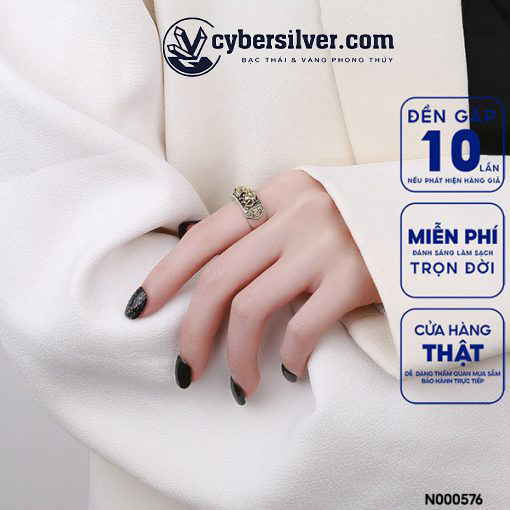 cybersilver.com
BẠC THÁI & VÀNG PHONG THỦY
ĐỀN GẤP
10 LẦN
NẾU PHÁT HIỆN HÀNG GIẢ
MIỄN PHÍ
ĐÁNH SÁNG LÀM SẠCH
TRỌN ĐỜI
CỬA HÀNG
THẬT
DỄ DÀNG THĂM QUAN MUA SẮM
BẢO HÀNH TRỰC TIẾP
N000576